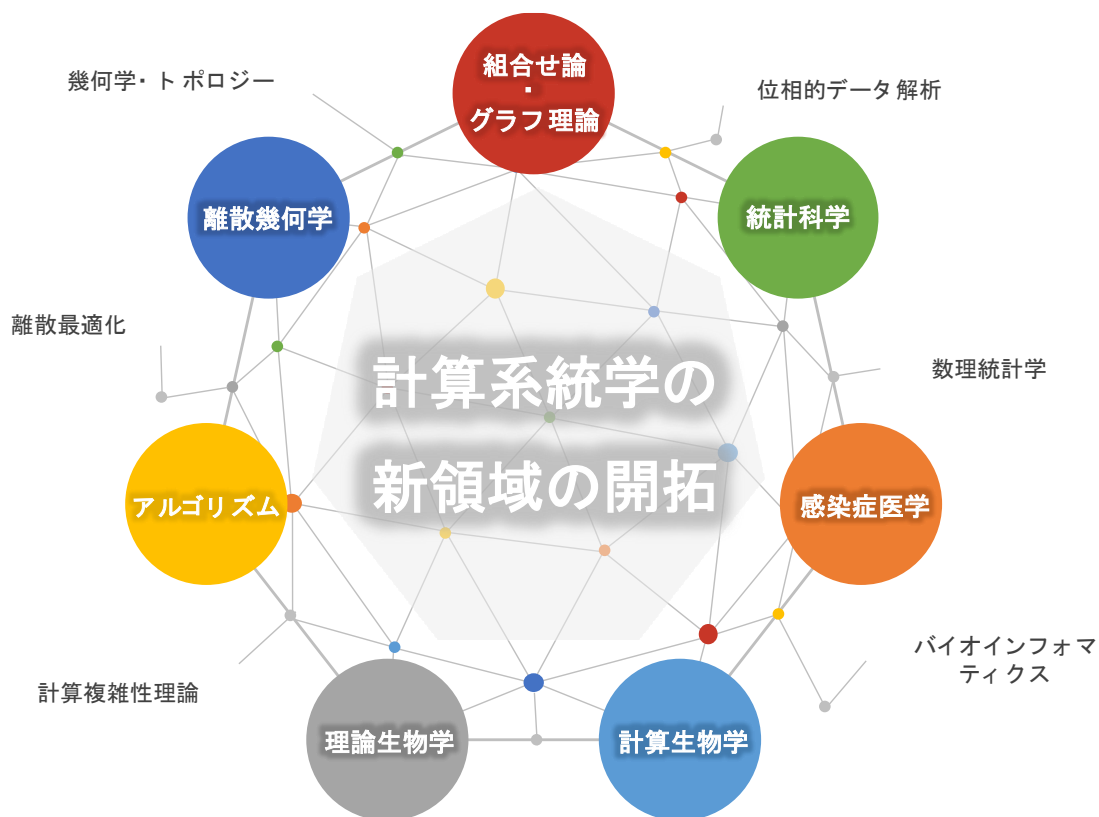 組合せ論
・
グラフ理論
幾何学・トポロジー
位相的データ解析
離散幾何学
統計科学
離散最適化
計算系統学の
新領域の開拓
数理統計学
アルゴリズム
感染症医学
計算複雑性理論
バイオインフォマ
ティクス
理論生物学
計算生物学